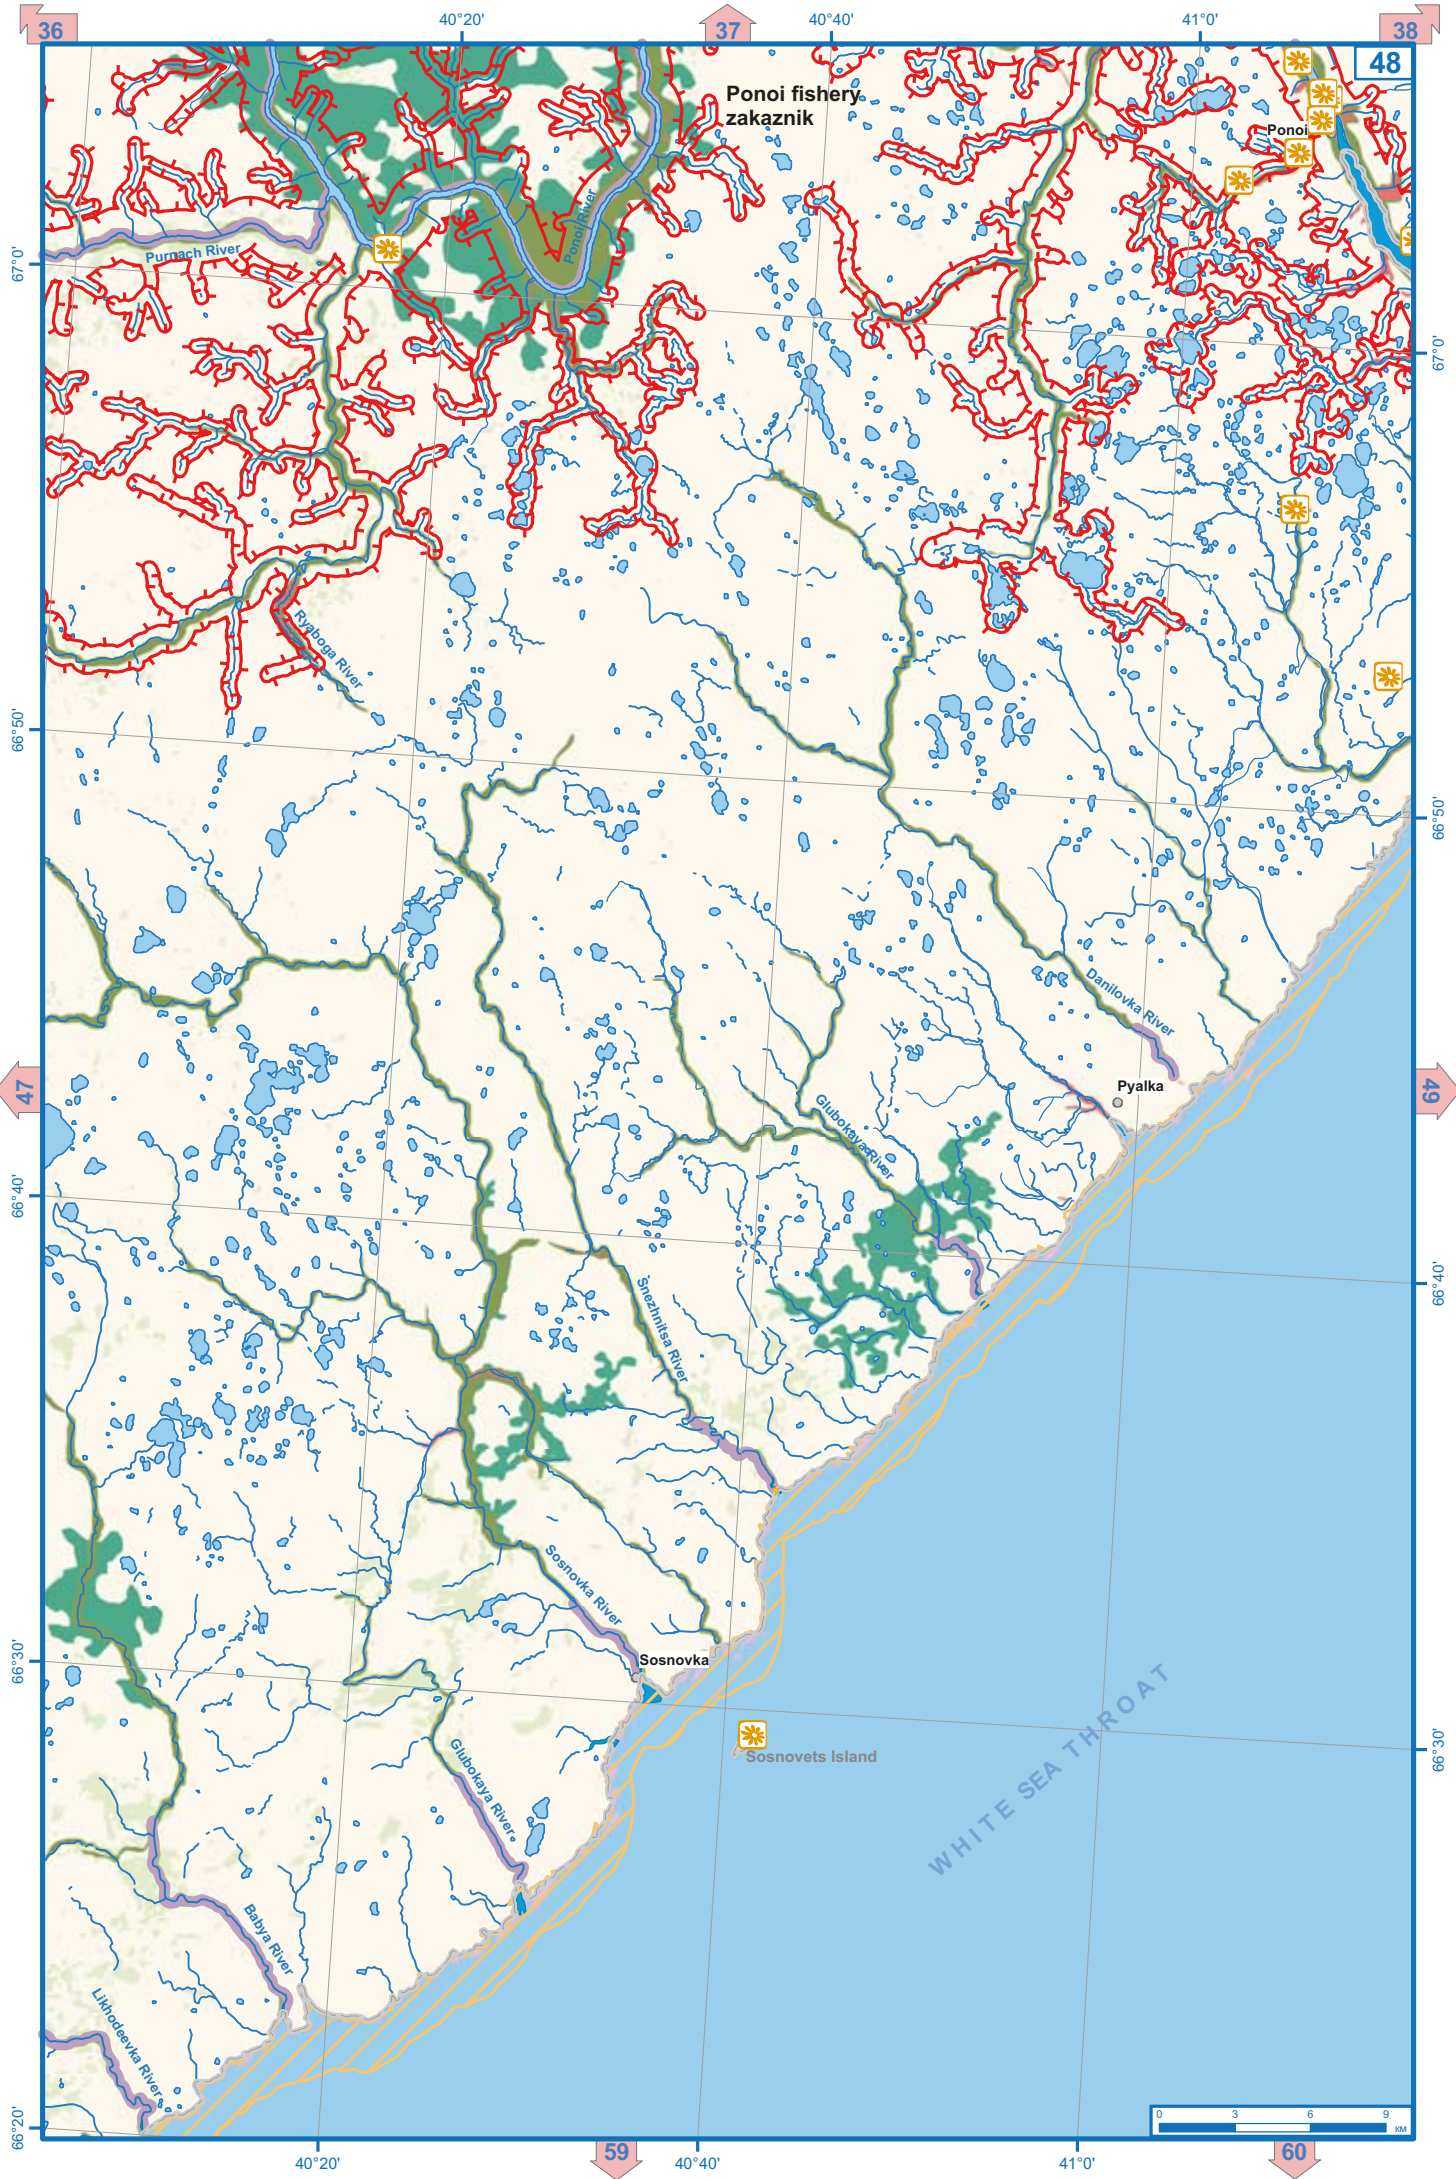 36
40°20'
37
40°40'
41°0'
38
48
Ponoi fishery
zakaznik
Ponoi
Ponoi River
Purnach River
67°0'
67°0'
Ryaboga River
66°50'
66°50'
Danilovka River
47
Pyalka
49
Glubokaya River
66°40'
66°40'
Snezhnitsa River
Sosnovka River
66°30'
Sosnovka
66°30'
Sosnovets Island
WHITE SEA THROAT
Glubokaya River
Babya River
Likhodeevka River
66°20'
0 3 6 9
КМ
40°20'
59
40°40'
41°0'
60